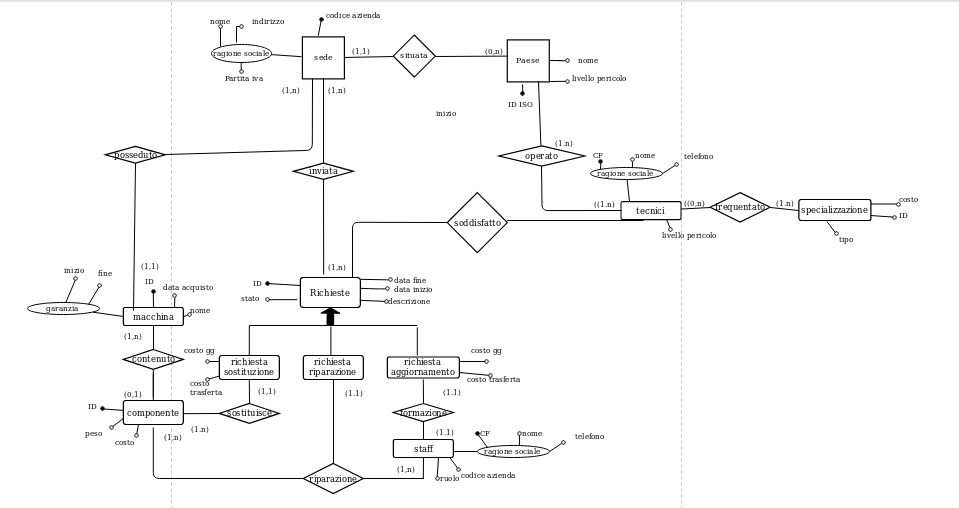 codice azienda
nome
indirizzo
ragione sociale
Partita iva
sede
(1,1)
situata
(0,n)
Paese
nome
livello pericolo
ID ISO
(1,n)
(1,n)
inizio
posseduto
inviata
operato
(1.n)
CF
nome
telefono
ragione sociale
((1.n)
tecnici
((0,n)
frequentato
(1,n)
specializzazione
costo
ID
tipo
livello pericolo
soddisfatto
(1,1)
(1,n)
inizio
fine
ID
data acquisto
garanzia
macchina
nome
ID
stato
Richieste
data fine
data inizio
descrizione
(1,n)
contenuto
costo gg
costo
trasferta
richiesta
sostituzione
richiesta
riparazione
richiesta
aggiornamento
costo gg
costo trasferta
(0,1)
(1,1)
(1.1)
(1.1)
ID
componente
peso
costo
(1.n)
(1,n)
sostituisce
formazione
(1.1)
staff
CF
nome
telefono
ragione sociale
(1,n)
ruolo
codice azienda
riparazione